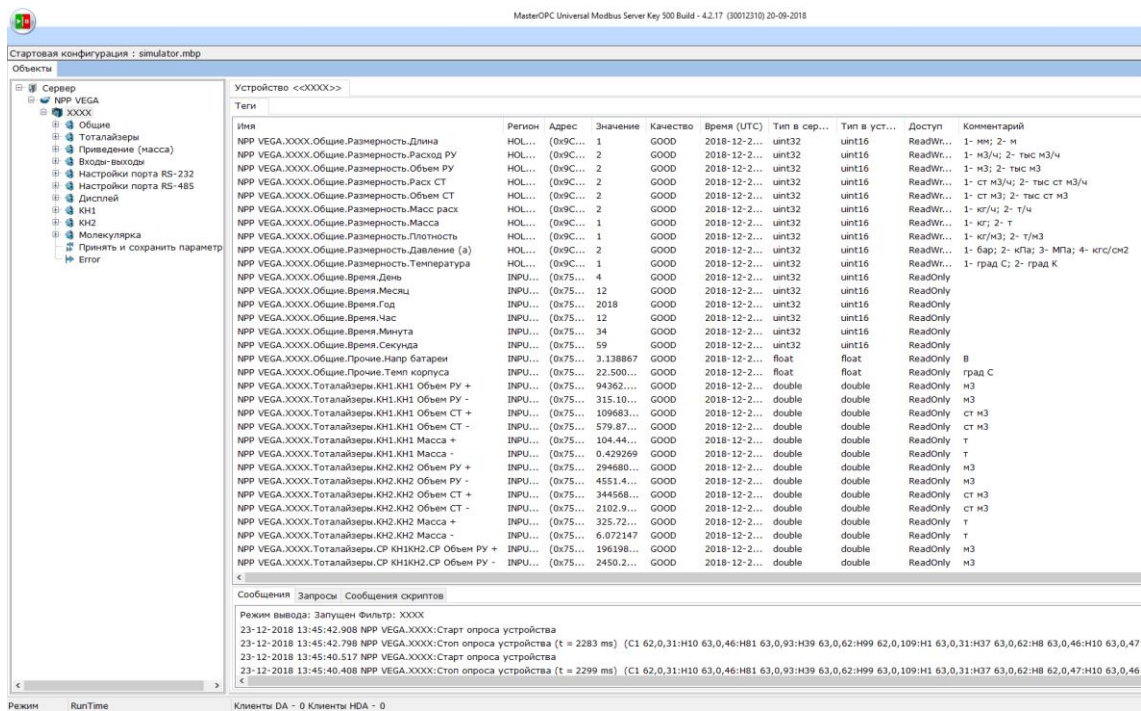 MasterOPC Universal Modbus Server Key 500 Build - 4.2.17 (30012310) 20-09-2018
Стартовая конфигурация : simulator.mbp
Объекты
Сервер
NPP VEGA
XXXX
Общие
Тоталайзеры
Приведение (масса)
Входы-выходы
Настройки порта RS-232
Настройки порта RS-485
Дисплей
КН1
КН2
Молекулярка
Принять и сохранить параметр
Error
Устройство <<XXXX>>
Теги
Имя Регион Адрес Значение Качество Время (UTC) Тип в сер... Тип в уст... Доступ Комментарий
NPP VEGA.XXXX.Общие.Размерность.Длина HOL... (0x9C... 1 GOOD 2018-12-2... uint32 uint16 ReadWr... 1- мм; 2- м
NPP VEGA.XXXX.Общие.Размерность.Расход РУ HOL... (0x9C... 2 GOOD 2018-12-2... uint32 uint16 ReadWr... 1- м3/ч; 2- тыс м3/ч
NPP VEGA.XXXX.Общие.Размерность.Объем РУ HOL... (0x9C... 2 GOOD 2018-12-2... uint32 uint16 ReadWr... 1- м3; 2- тыс м3
NPP VEGA.XXXX.Общие.Размерность.Расх СТ HOL... (0x9C... 2 GOOD 2018-12-2... uint32 uint16 ReadWr... 1- ст м3/ч; 2- тыс ст м3/ч
NPP VEGA.XXXX.Общие.Размерность.Объем СТ HOL... (0x9C... 2 GOOD 2018-12-2... uint32 uint16 ReadWr... 1- ст м3; 2- тыс ст м3
NPP VEGA.XXXX.Общие.Размерность.Масс расх HOL... (0x9C... 2 GOOD 2018-12-2... uint32 uint16 ReadWr... 1- кг/ч; 2- т/ч
NPP VEGA.XXXX.Общие.Размерность.Масса HOL... (0x9C... 1 GOOD 2018-12-2... uint32 uint16 ReadWr... 1- кг; 2- т
NPP VEGA.XXXX.Общие.Размерность.Плотность HOL... (0x9C... 1 GOOD 2018-12-2... uint32 uint16 ReadWr... 1- кг/м3; 2- т/м3
NPP VEGA.XXXX.Общие.Размерность.Давление (а) HOL... (0x9C... 2 GOOD 2018-12-2... uint32 uint16 ReadWr... 1- бар; 2- кПа; 3- МПа; 4- кгс/см2
NPP VEGA.XXXX.Общие.Размерность.Температура HOL... (0x9C... 1 GOOD 2018-12-2... uint32 uint16 ReadWr... 1- град С; 2- град К
NPP VEGA.XXXX.Общие.Время.День INPU... (0x75... 4 GOOD 2018-12-2... uint32 uint16 ReadOnly
NPP VEGA.XXXX.Общие.Время.Месяц INPU... (0x75... 12 GOOD 2018-12-2... uint32 uint16 ReadOnly
NPP VEGA.XXXX.Общие.Время.Год INPU... (0x75... 2018 GOOD 2018-12-2... uint32 uint16 ReadOnly
NPP VEGA.XXXX.Общие.Время.Час INPU... (0x75... 12 GOOD 2018-12-2... uint32 uint16 ReadOnly
NPP VEGA.XXXX.Общие.Время.Минута INPU... (0x75... 34 GOOD 2018-12-2... uint32 uint16 ReadOnly
NPP VEGA.XXXX.Общие.Время.Секунда INPU... (0x75... 59 GOOD 2018-12-2... uint32 uint16 ReadOnly
NPP VEGA.XXXX.Общие.Прочие.Напр батареи INPU... (0x75... 3.138867 GOOD 2018-12-2... float float ReadOnly В
NPP VEGA.XXXX.Общие.Прочие.Темп корпуса INPU... (0x75... 22.500... GOOD 2018-12-2... float float ReadOnly град С
NPP VEGA.XXXX.Тоталайзеры.КН1.КН1 Объем РУ + INPU... (0x75... 94362.... GOOD 2018-12-2... double double ReadOnly м3
NPP VEGA.XXXX.Тоталайзеры.КН1.КН1 Объем РУ - INPU... (0x75... 315.10... GOOD 2018-12-2... double double ReadOnly м3
NPP VEGA.XXXX.Тоталайзеры.КН1.КН1 Объем СТ + INPU... (0x75... 109683... GOOD 2018-12-2... double double ReadOnly ст м3
NPP VEGA.XXXX.Тоталайзеры.КН1.КН1 Объем СТ - INPU... (0x75... 579.87... GOOD 2018-12-2... double double ReadOnly ст м3
NPP VEGA.XXXX.Тоталайзеры.КН1.КН1 Масса + INPU... (0x75... 104.44... GOOD 2018-12-2... double double ReadOnly т
NPP VEGA.XXXX.Тоталайзеры.КН1.КН1 Масса - INPU... (0x75... 0.429269 GOOD 2018-12-2... double double ReadOnly т
NPP VEGA.XXXX.Тоталайзеры.КН2.КН2 Объем РУ + INPU... (0x75... 294680... GOOD 2018-12-2... double double ReadOnly м3
NPP VEGA.XXXX.Тоталайзеры.КН2.КН2 Объем РУ - INPU... (0x75... 4551.4... GOOD 2018-12-2... double double ReadOnly м3
NPP VEGA.XXXX.Тоталайзеры.КН2.КН2 Объем СТ + INPU... (0x75... 344568... GOOD 2018-12-2... double double ReadOnly ст м3
NPP VEGA.XXXX.Тоталайзеры.КН2.КН2 Объем СТ - INPU... (0x75... 2102.9... GOOD 2018-12-2... double double ReadOnly ст м3
NPP VEGA.XXXX.Тоталайзеры.КН2.КН2 Масса + INPU... (0x75... 325.72... GOOD 2018-12-2... double double ReadOnly т
NPP VEGA.XXXX.Тоталайзеры.КН2.КН2 Масса - INPU... (0x75... 6.072147 GOOD 2018-12-2... double double ReadOnly т
NPP VEGA.XXXX.Тоталайзеры.СР КН1КН2.СР Объем РУ + INPU... (0x75... 196198... GOOD 2018-12-2... double double ReadOnly м3
NPP VEGA.XXXX.Тоталайзеры.СР КН1КН2.СР Объем РУ - INPU... (0x75... 2450.2... GOOD 2018-12-2... double double ReadOnly м3
Сообщения Запросы Сообщения скриптов
Режим вывода: Запущен Фильтр: XXXX
23-12-2018 13:45:42.908 NPP VEGA.XXXX:Старт опроса устройства
23-12-2018 13:45:42.798 NPP VEGA.XXXX:Стоп опроса устройства (t = 2283 ms) (C1 62,0,31:H10 63,0,46:H81 63,0,93:H39 63,0,62:H99 62,0,109:H1 63,0,31:H37 63,0,62:H8 63,0,46:H10 63,0,47
23-12-2018 13:45:40.517 NPP VEGA.XXXX:Старт опроса устройства
23-12-2018 13:45:40.408 NPP VEGA.XXXX:Стоп опроса устройства (t = 2299 ms) (C1 62,0,31:H10 63,0,46:H81 63,0,93:H39 63,0,62:H99 63,0,109:H1 63,0,31:H37 63,0,62:H8 62,0,47:H10 63,0,46
Режим RunTime Клиенты DA - 0 Клиенты HDA - 0